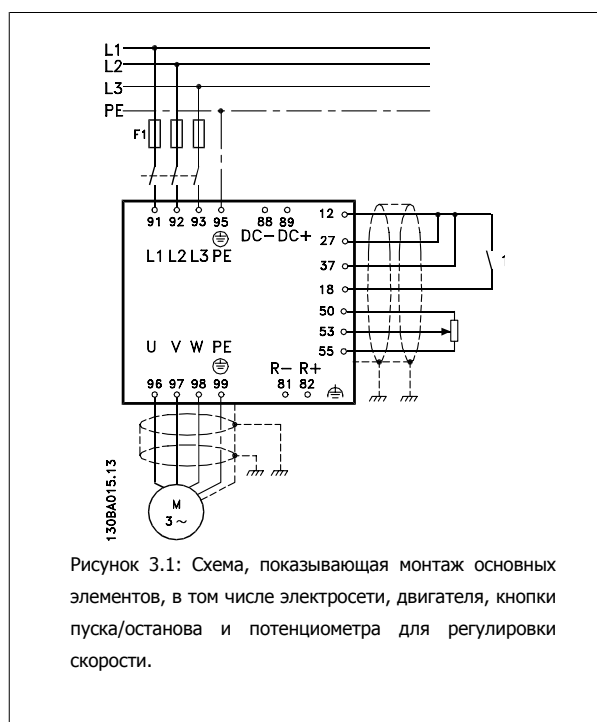 L1
L2
L3
PE
F1
91 92 93 95 88 89
DC- DC+
L1 L2 L3 PE
12
27
37
18
50
53
55
U V W PE
R- R+
96 97 98 99 81 82
M
3~
130BA015.13
Рисунок 3.1: Схема, показывающая монтаж основных
элементов, в том числе электросети, двигателя, кнопки
пуска/останова и потенциометра для регулировки
скорости.